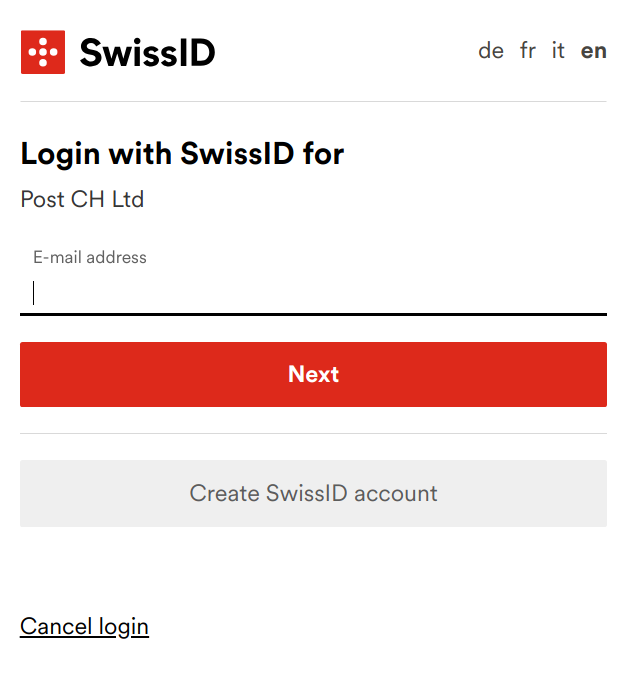 SwissID
de fr it en
Login with SwissID for
Post CH Ltd
E-mail address
Next
Create SwissID account
Cancel login